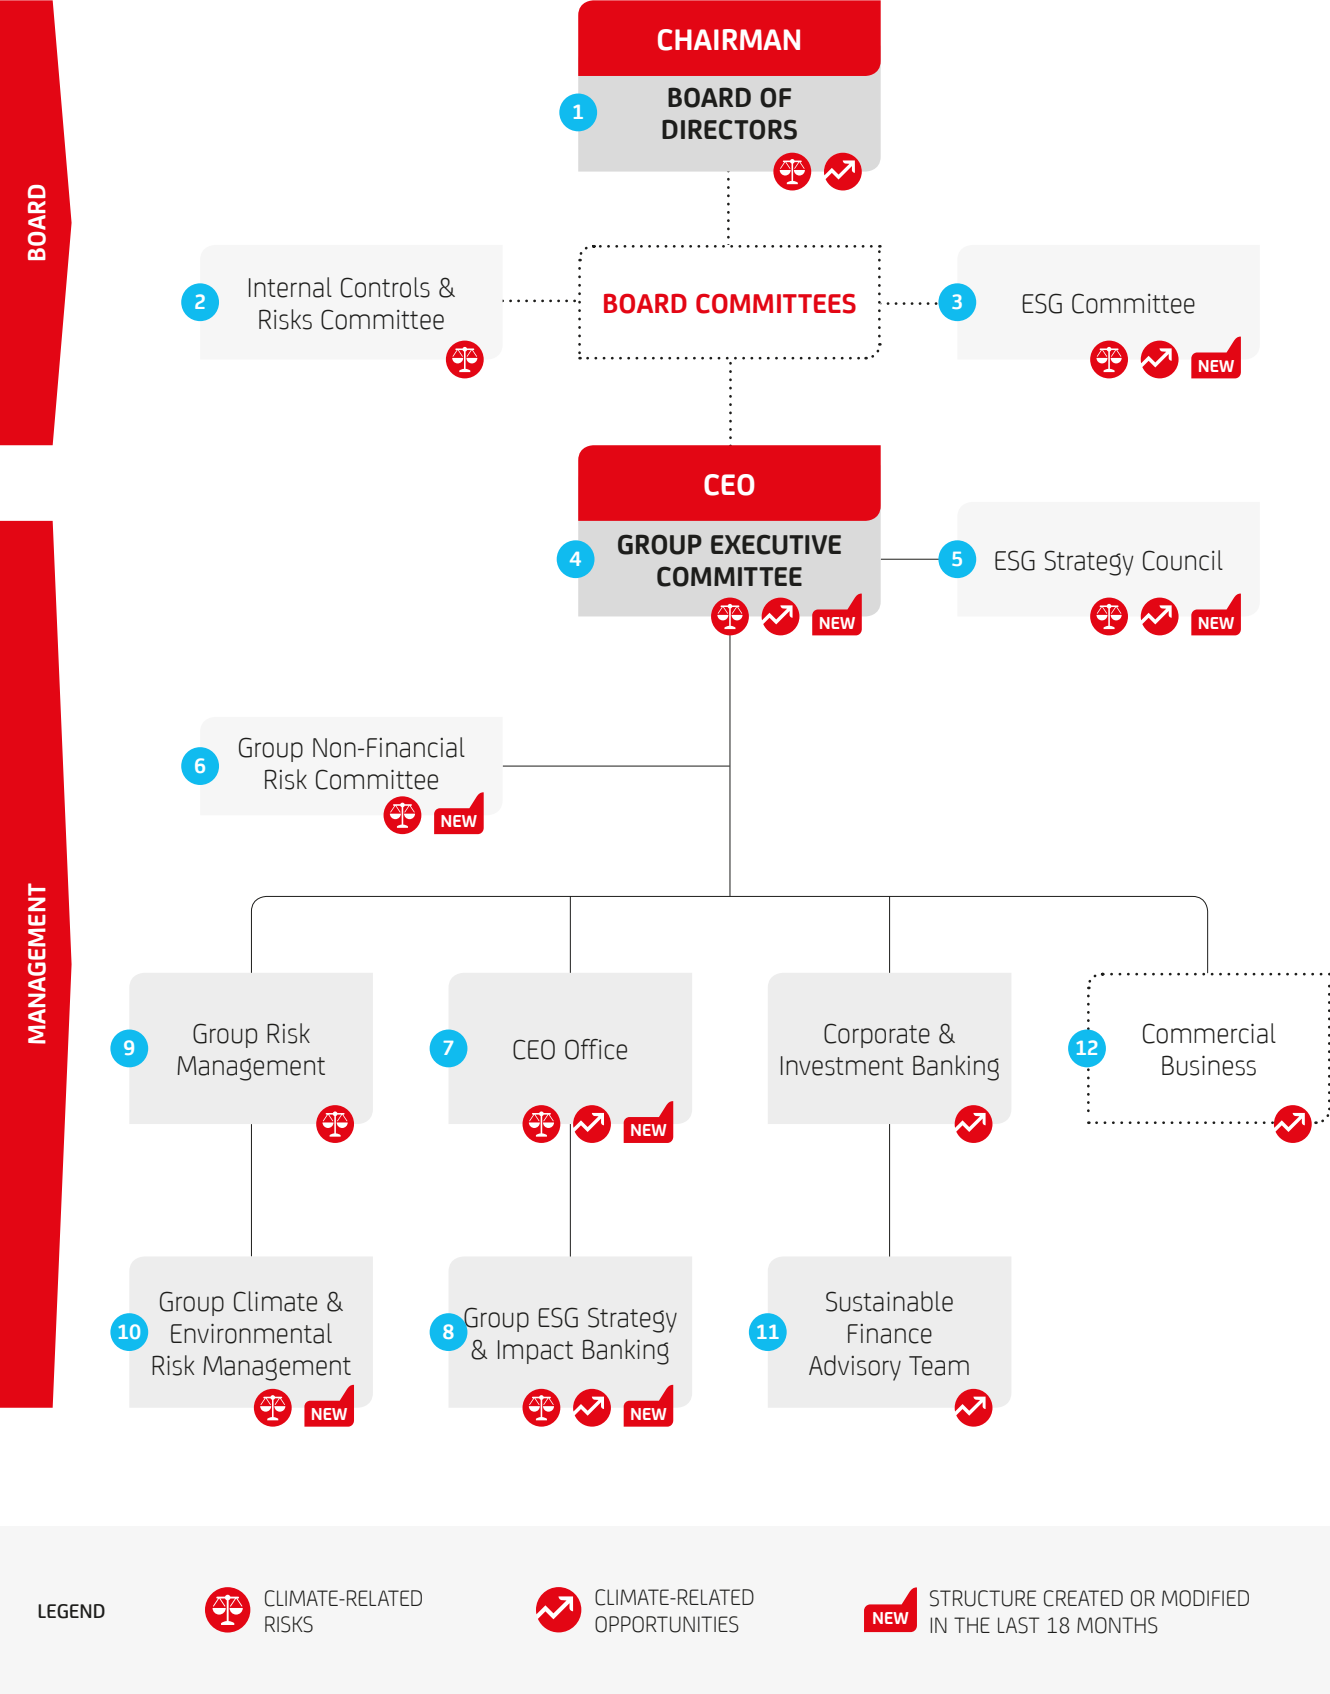 CHAIRMAN
1
BOARD OF
DIRECTORS
BOARD
2
Internal Controls &
Risks Committee
BOARD COMMITTEES
3
ESG Committee
NEW
CEO
4
GROUP EXECUTIVE
COMMITTEE
NEW
5
ESG Strategy Council
NEW
MANAGEMENT
6
Group Non-Financial
Risk Committee
NEW
9
Group Risk
Management
7
CEO Office
NEW
Corporate &
Investment Banking
12
Commercial
Business
10
Group Climate &
Environmental
Risk Management
NEW
8
Group ESG Strategy
& Impact Banking
NEW
11
Sustainable
Finance
Advisory Team
LEGEND
CLIMATE-RELATED
RISKS
CLIMATE-RELATED
OPPORTUNITIES
NEW
STRUCTURE CREATED OR MODIFIED
IN THE LAST 18 MONTHS